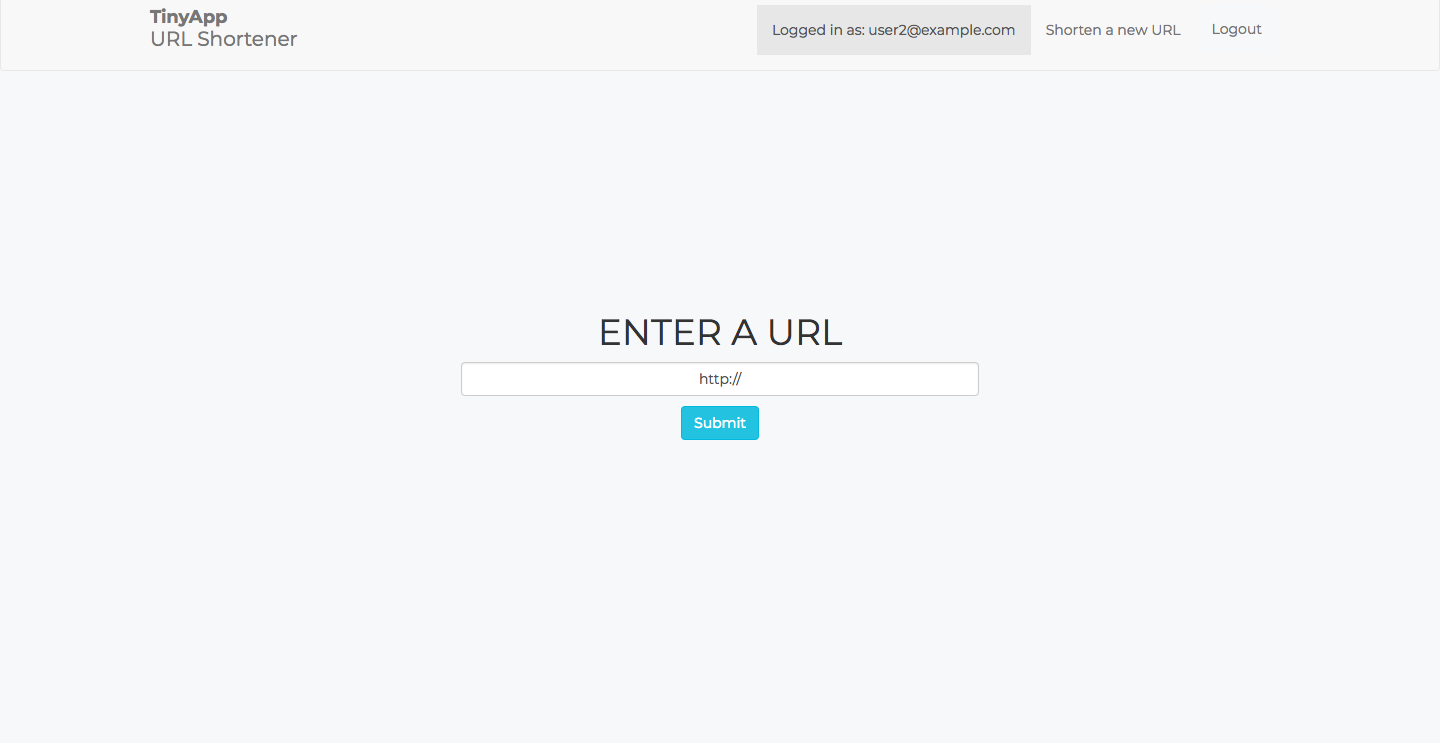 TinyApp
URL Shortener
Logged in as: user2@example.com
Shorten a new URL
Logout
ENTER A URL
http://
Submit